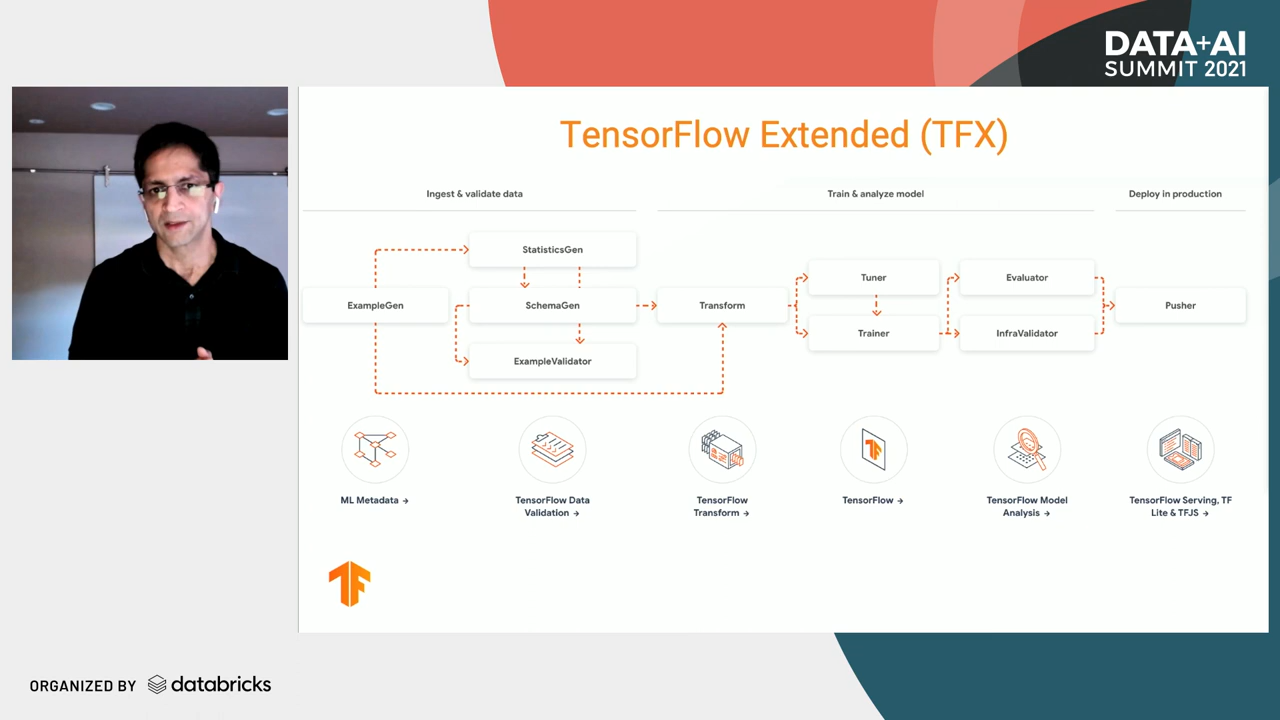 DATA+AI
SUMMIT 2021
TensorFlow Extended (TFX)
Ingest & validate data
Train & analyze model
Deploy in production
StatisticsGen
Tuner
Evaluator
ExampleGen
SchemaGen
Transform
Pusher
Trainer
InfraValidator
ExampleValidator
ML Metadata →
TensorFlow Data
Validation →
TensorFlow
Transform →
TensorFlow →
TensorFlow Model
Analysis →
TensorFlow Serving, TF
Lite & TFJS →
ORGANIZED BY databricks